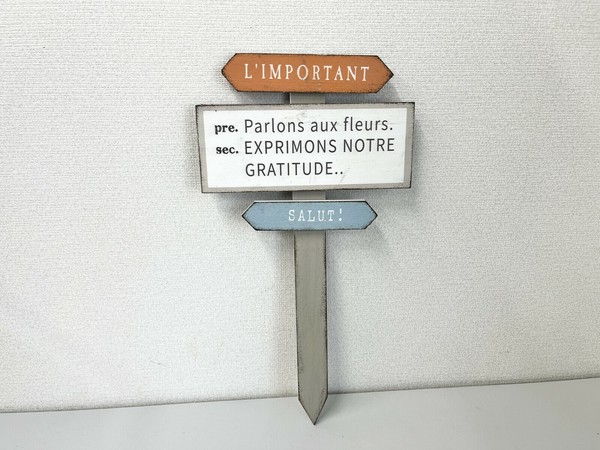 L'IMPORTANT
pre. Parlons aux fleurs.
sec. EXPRIMONS NOTRE
GRATITUDE..
SALUT!